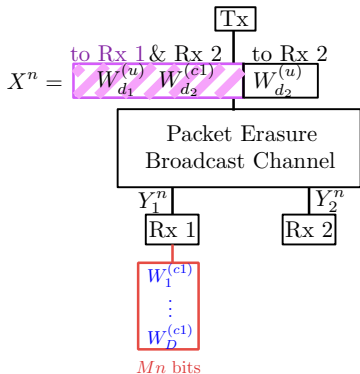 Tx
to Rx 1 & Rx 2 to Rx 2
X^n = W_{d_1}^{(u)} W_{d_2}^{(c1)} W_{d_2}^{(u)}
Packet Erasure
Broadcast Channel
Y_1^n Y_2^n
Rx 1 Rx 2
W_1^{(c1)}
⋮
W_D^{(c1)}
Mn bits